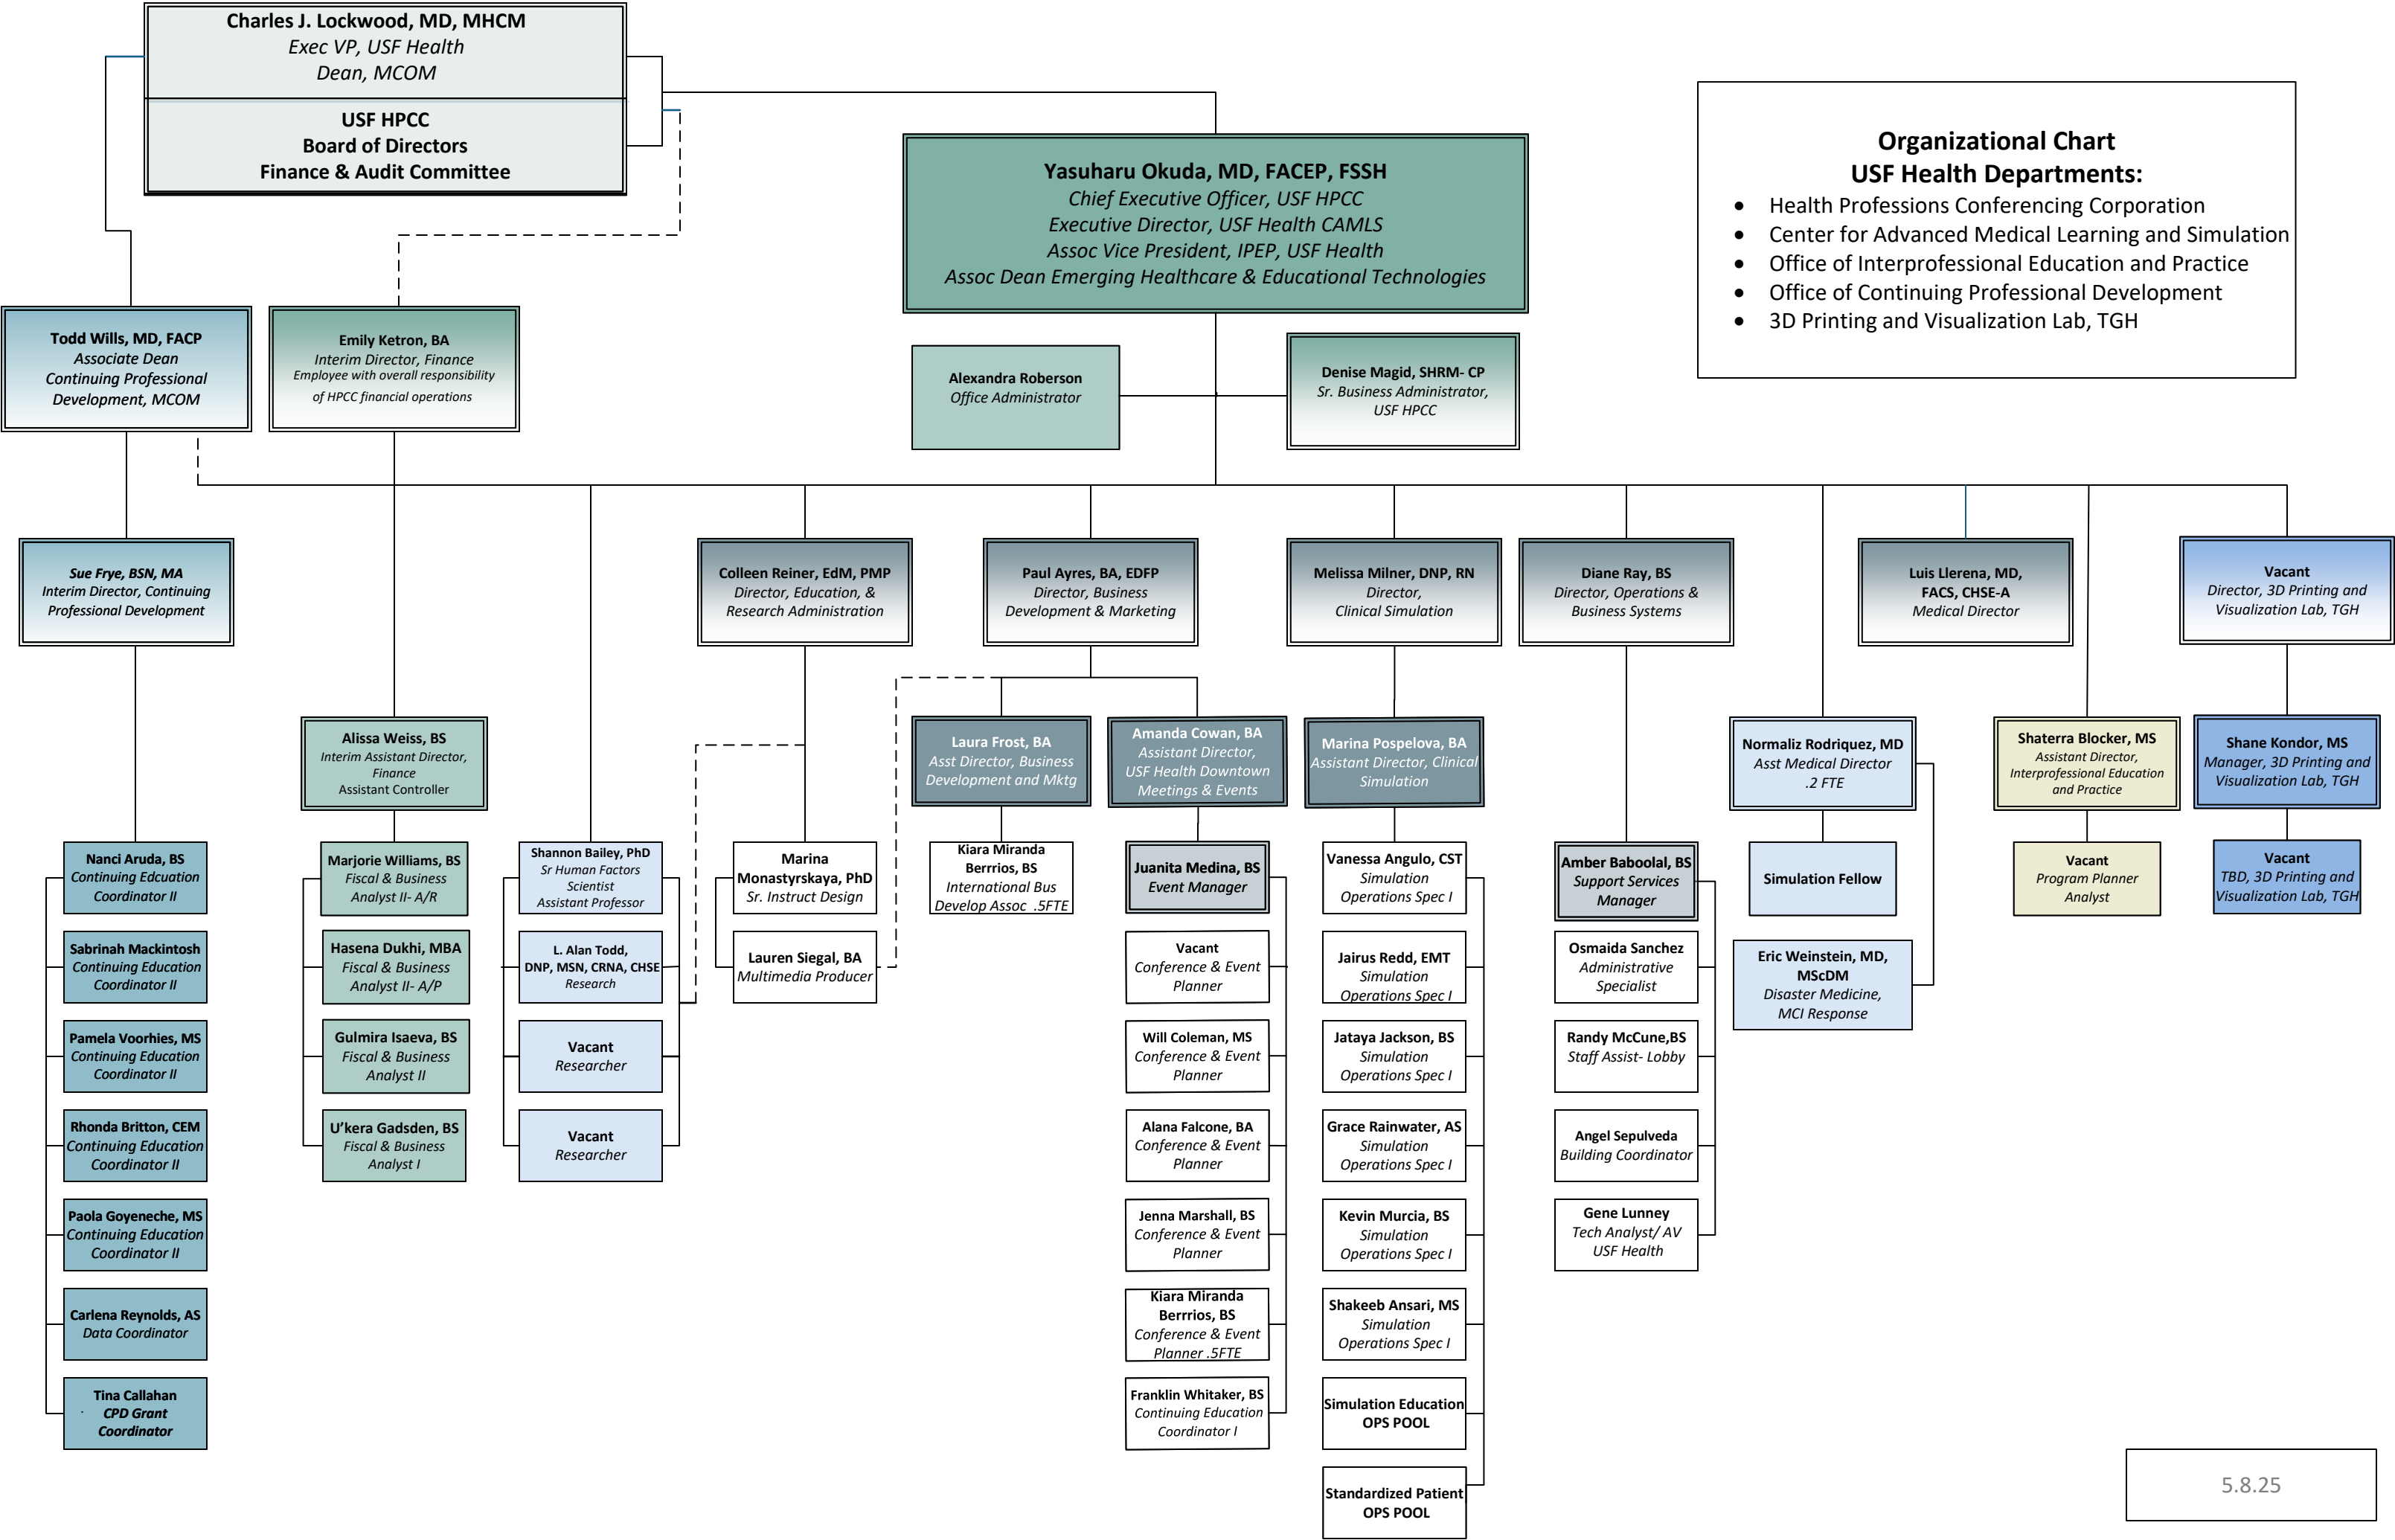 Charles J. Lockwood, MD, MHCM
Exec VP, USF Health
Dean, MCOM
USF HPCC
Board of Directors
Finance & Audit Committee
Yasuharu Okuda, MD, FACEP, FSSH
Chief Executive Officer, USF HPCC
Executive Director, USF Health CAMLS
Assoc Vice President, IPEP, USF Health
Assoc Dean Emerging Healthcare & Educational Technologies
Organizational Chart
USF Health Departments:
• Health Professions Conferencing Corporation
• Center for Advanced Medical Learning and Simulation
• Office of Interprofessional Education and Practice
• Office of Continuing Professional Development
• 3D Printing and Visualization Lab, TGH
Todd Wills, MD, FACP
Associate Dean
Continuing Professional
Development, MCOM
Emily Ketron, BA
Interim Director, Finance
Employee with overall responsibility
of HPCC financial operations
Alexandra Roberson
Office Administrator
Denise Magid, SHRM- CP
Sr. Business Administrator,
USF HPCC
Sue Frye, BSN, MA
Interim Director, Continuing
Professional Development
Colleen Reiner, EdM, PMP
Director, Education, &
Research Administration
Paul Ayres, BA, EDFP
Director, Business
Development & Marketing
Melissa Milner, DNP, RN
Director,
Clinical Simulation
Diane Ray, BS
Director, Operations &
Business Systems
Luis Llerena, MD,
FACS, CHSE-A
Medical Director
Vacant
Director, 3D Printing and
Visualization Lab, TGH
Alissa Weiss, BS
Interim Assistant Director,
Finance
Assistant Controller
Laura Frost, BA
Asst Director, Business
Development and Mktg
Amanda Cowan, BA
Assistant Director,
USF Health Downtown
Meetings & Events
Marina Pospelova, BA
Assistant Director, Clinical
Simulation
Normaliz Rodriquez, MD
Asst Medical Director
.2 FTE
Shaterra Blocker, MS
Assistant Director,
Interprofessional Education
and Practice
Shane Kondor, MS
Manager, 3D Printing and
Visualization Lab, TGH
Nanci Aruda, BS
Continuing Edcuation
Coordinator II
Sabrinah Mackintosh
Continuing Education
Coordinator II
Pamela Voorhies, MS
Continuing Education
Coordinator II
Rhonda Britton, CEM
Continuing Education
Coordinator II
Paola Goyeneche, MS
Continuing Education
Coordinator II
Carlena Reynolds, AS
Data Coordinator
Tina Callahan
CPD Grant
Coordinator
Marjorie Williams, BS
Fiscal & Business
Analyst II- A/R
Hasena Dukhi, MBA
Fiscal & Business
Analyst II- A/P
Gulmira Isaeva, BS
Fiscal & Business
Analyst II
U’kera Gadsden, BS
Fiscal & Business
Analyst I
Shannon Bailey, PhD
Sr Human Factors
Scientist
Assistant Professor
L. Alan Todd,
DNP, MSN, CRNA, CHSE
Research
Vacant
Researcher
Vacant
Researcher
Marina
Monastyrskaya, PhD
Sr. Instruct Design
Lauren Siegal, BA
Multimedia Producer
Kiara Miranda
Berrrios, BS
International Bus
Develop Assoc .5FTE
Juanita Medina, BS
Event Manager
Vacant
Conference & Event
Planner
Will Coleman, MS
Conference & Event
Planner
Alana Falcone, BA
Conference & Event
Planner
Jenna Marshall, BS
Conference & Event
Planner
Kiara Miranda
Berrrios, BS
Conference & Event
Planner .5FTE
Franklin Whitaker, BS
Continuing Education
Coordinator I
Vanessa Angulo, CST
Simulation
Operations Spec I
Jairus Redd, EMT
Simulation
Operations Spec I
Jataya Jackson, BS
Simulation
Operations Spec I
Grace Rainwater, AS
Simulation
Operations Spec I
Kevin Murcia, BS
Simulation
Operations Spec I
Shakeeb Ansari, MS
Simulation
Operations Spec I
Simulation Education
OPS POOL
Standardized Patient
OPS POOL
Amber Baboolal, BS
Support Services
Manager
Osmaida Sanchez
Administrative
Specialist
Randy McCune,BS
Staff Assist- Lobby
Angel Sepulveda
Building Coordinator
Gene Lunney
Tech Analyst/ AV
USF Health
Simulation Fellow
Eric Weinstein, MD,
MScDM
Disaster Medicine,
MCI Response
Vacant
Program Planner
Analyst
Vacant
TBD, 3D Printing and
Visualization Lab, TGH
5.8.25